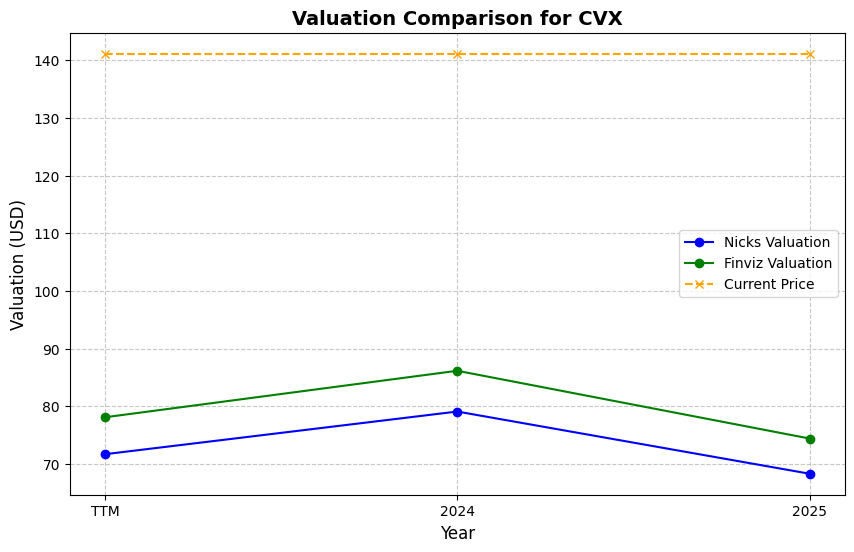 Valuation Comparison for CVX
Valuation (USD)
140
130
120
110
100
90
80
70
Nicks Valuation
Finviz Valuation
Current Price
TTM
2024
2025
Year